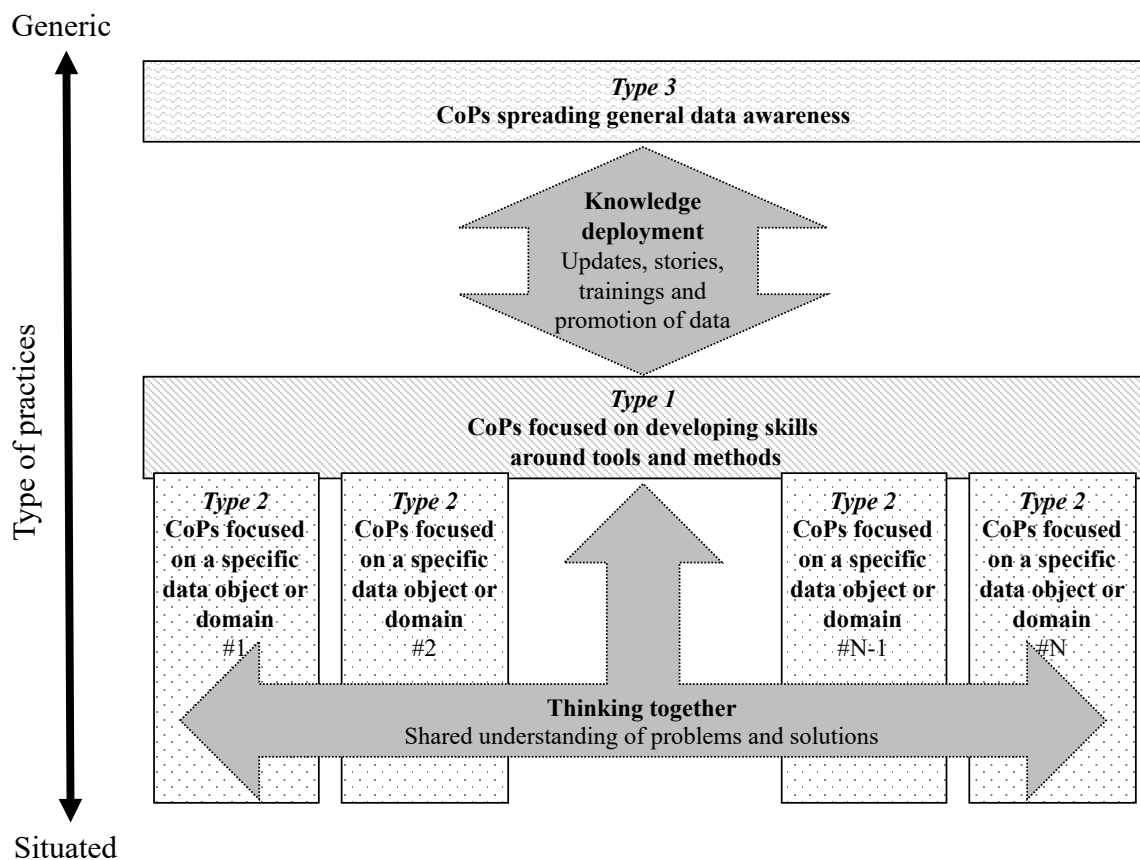 Generic
Type 3
CoPs spreading general data awareness
Knowledge
deployment
Updates, stories,
trainings and
promotion of data
Type of practices
Type 1
CoPs focused on developing skills
around tools and methods
Type 2
CoPs focused
on a specific
data object or
domain
#1
Type 2
CoPs focused
on a specific
data object or
domain
#2
Type 2
CoPs focused
on a specific
data object or
domain
#N-1
Type 2
CoPs focused
on a specific
data object or
domain
#N
Thinking together
Shared understanding of problems and solutions
Situated